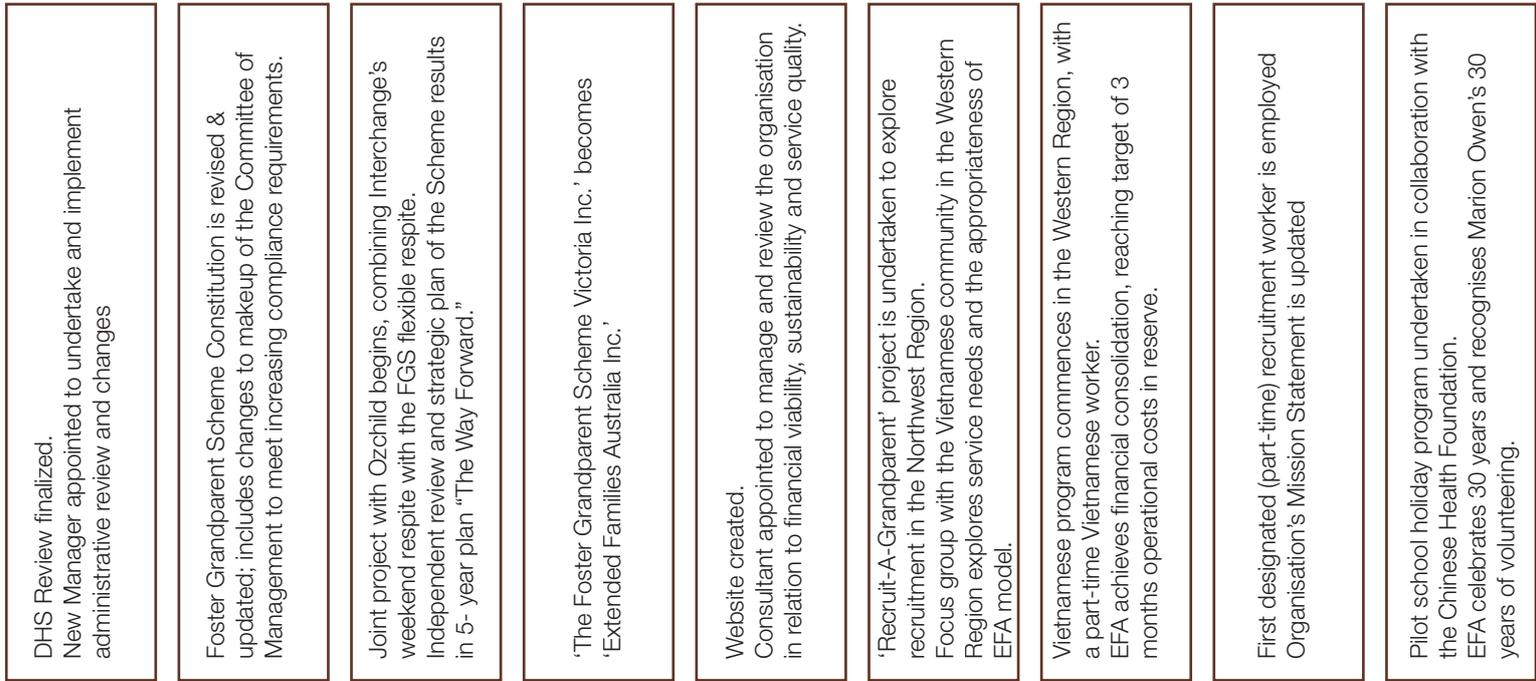 DHS Review finalized.
New Manager appointed to undertake and implement
administrative review and changes
Foster Grandparent Scheme Constitution is revised &
updated; includes changes to makeup of the Committee of
Management to meet increasing compliance requirements.
Joint project with Ozchild begins, combining Interchange’s
weekend respite with the FGS flexible respite.
Independent review and strategic plan of the Scheme results
in 5- year plan “The Way Forward.”
‘The Foster Grandparent Scheme Victoria Inc.’ becomes
‘Extended Families Australia Inc.’
Website created.
Consultant appointed to manage and review the organisation
in relation to financial viability, sustainability and service quality.
‘Recruit-A-Grandparent’ project is undertaken to explore
recruitment in the Northwest Region.
Focus group with the Vietnamese community in the Western
Region explores service needs and the appropriateness of
EFA model.
Vietnamese program commences in the Western Region, with
a part-time Vietnamese worker.
EFA achieves financial consolidation, reaching target of 3
months operational costs in reserve.
First designated (part-time) recruitment worker is employed
Organisation’s Mission Statement is updated
Pilot school holiday program undertaken in collaboration with
the Chinese Health Foundation.
EFA celebrates 30 years and recognises Marion Owen’s 30
years of volunteering.